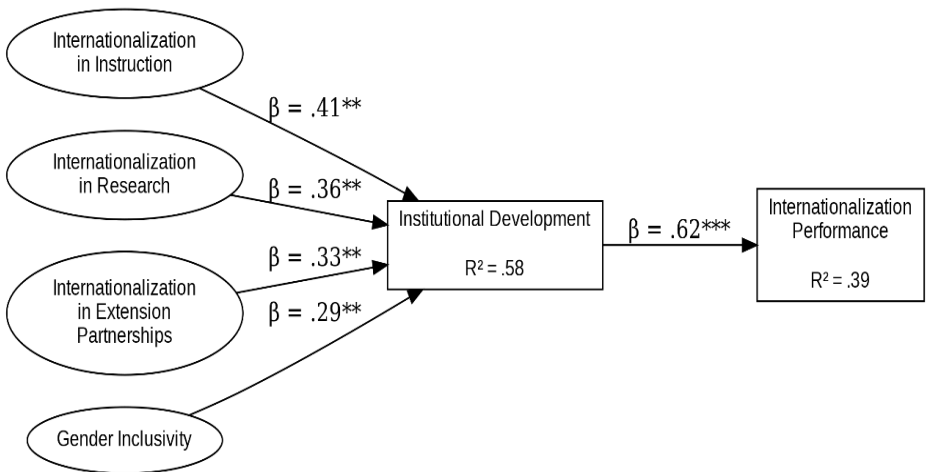 Internationalization
in Instruction
β = .41**
Internationalization
in Research
β = .36**
Internationalization
in Extension
Partnerships
β = .33**
β = .29**
Gender Inclusivity
Institutional Development
R² = .58
β = .62***
Internationalization
Performance
R² = .39